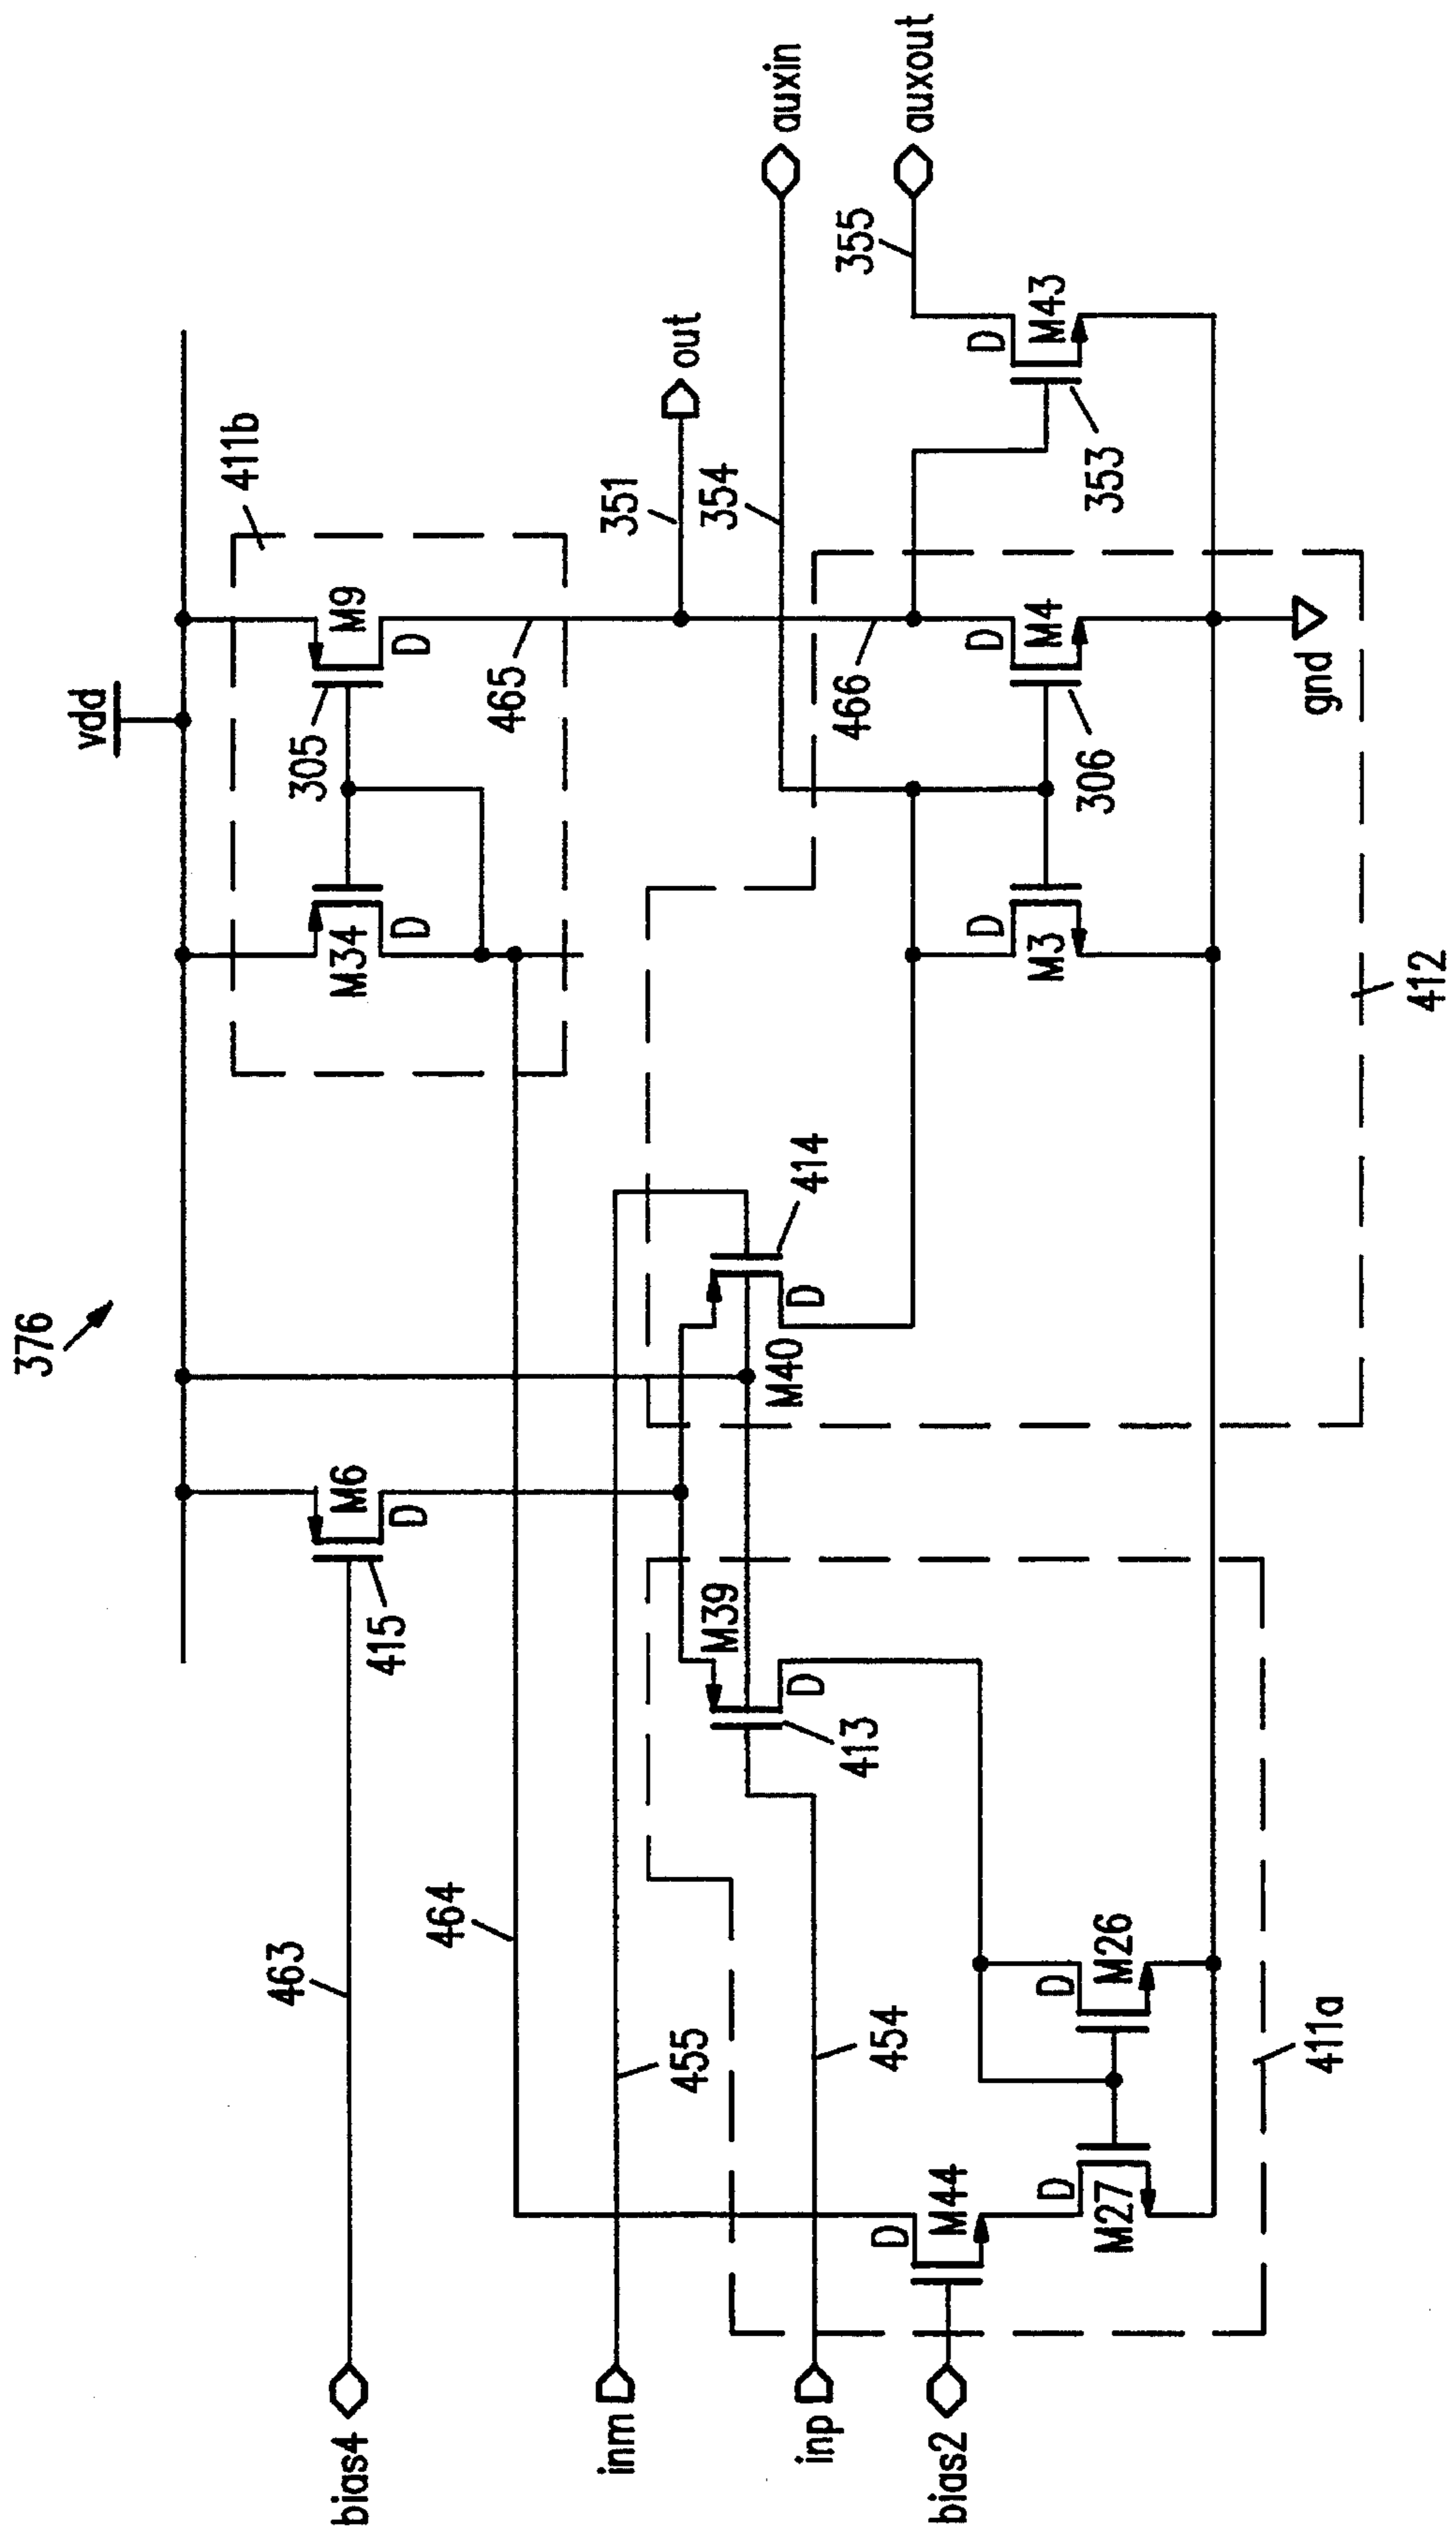 376
vdd
411b
M34
M9
D
D
305
465
351
out
354
auxin
355
auxout
M6
D
415
bias4
463
464
inm
455
inp
454
bias2
M39
D
413
M40
D
414
466
D
M3
D
M4
306
D
M43
353
gnd
412
D
M44
D
M27
D
M26
411a